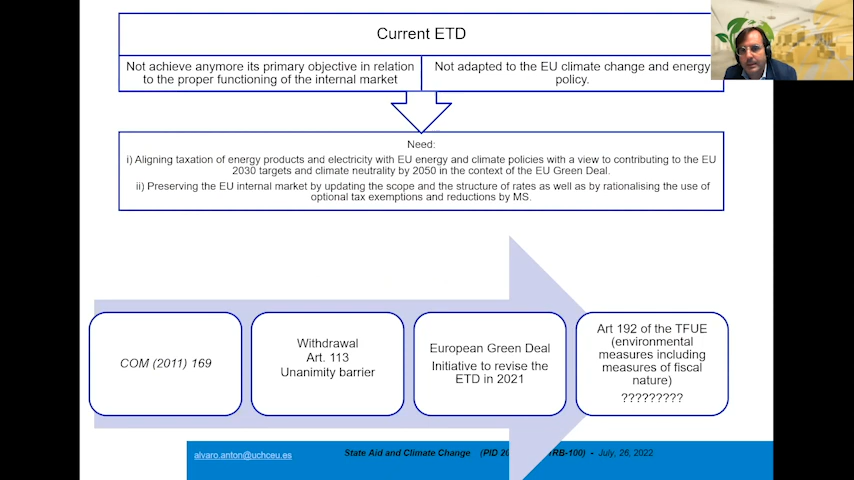 Current ETD
Not achieve anymore its primary objective in relation
to the proper functioning of the internal market
Not adapted to the EU climate change and energy
policy.
Need:
i) Aligning taxation of energy products and electricity with EU energy and climate policies with a view to contributing to the EU
2030 targets and climate neutrality by 2050 in the context of the EU Green Deal.
ii) Preserving the EU internal market by updating the scope and the structure of rates as well as by rationalising the use of
optional tax exemptions and reductions by MS.
COM (2011) 169
Withdrawal
Art. 113
Unanimity barrier
European Green Deal
Initiative to revise the
ETD in 2021
Art 192 of the TFUE
(environmental
measures including
measures of fiscal
nature)
?????????
alvaro.anton@uchceu.es
State Aid and Climate Change (PID 20 RB-100) - July, 26, 2022